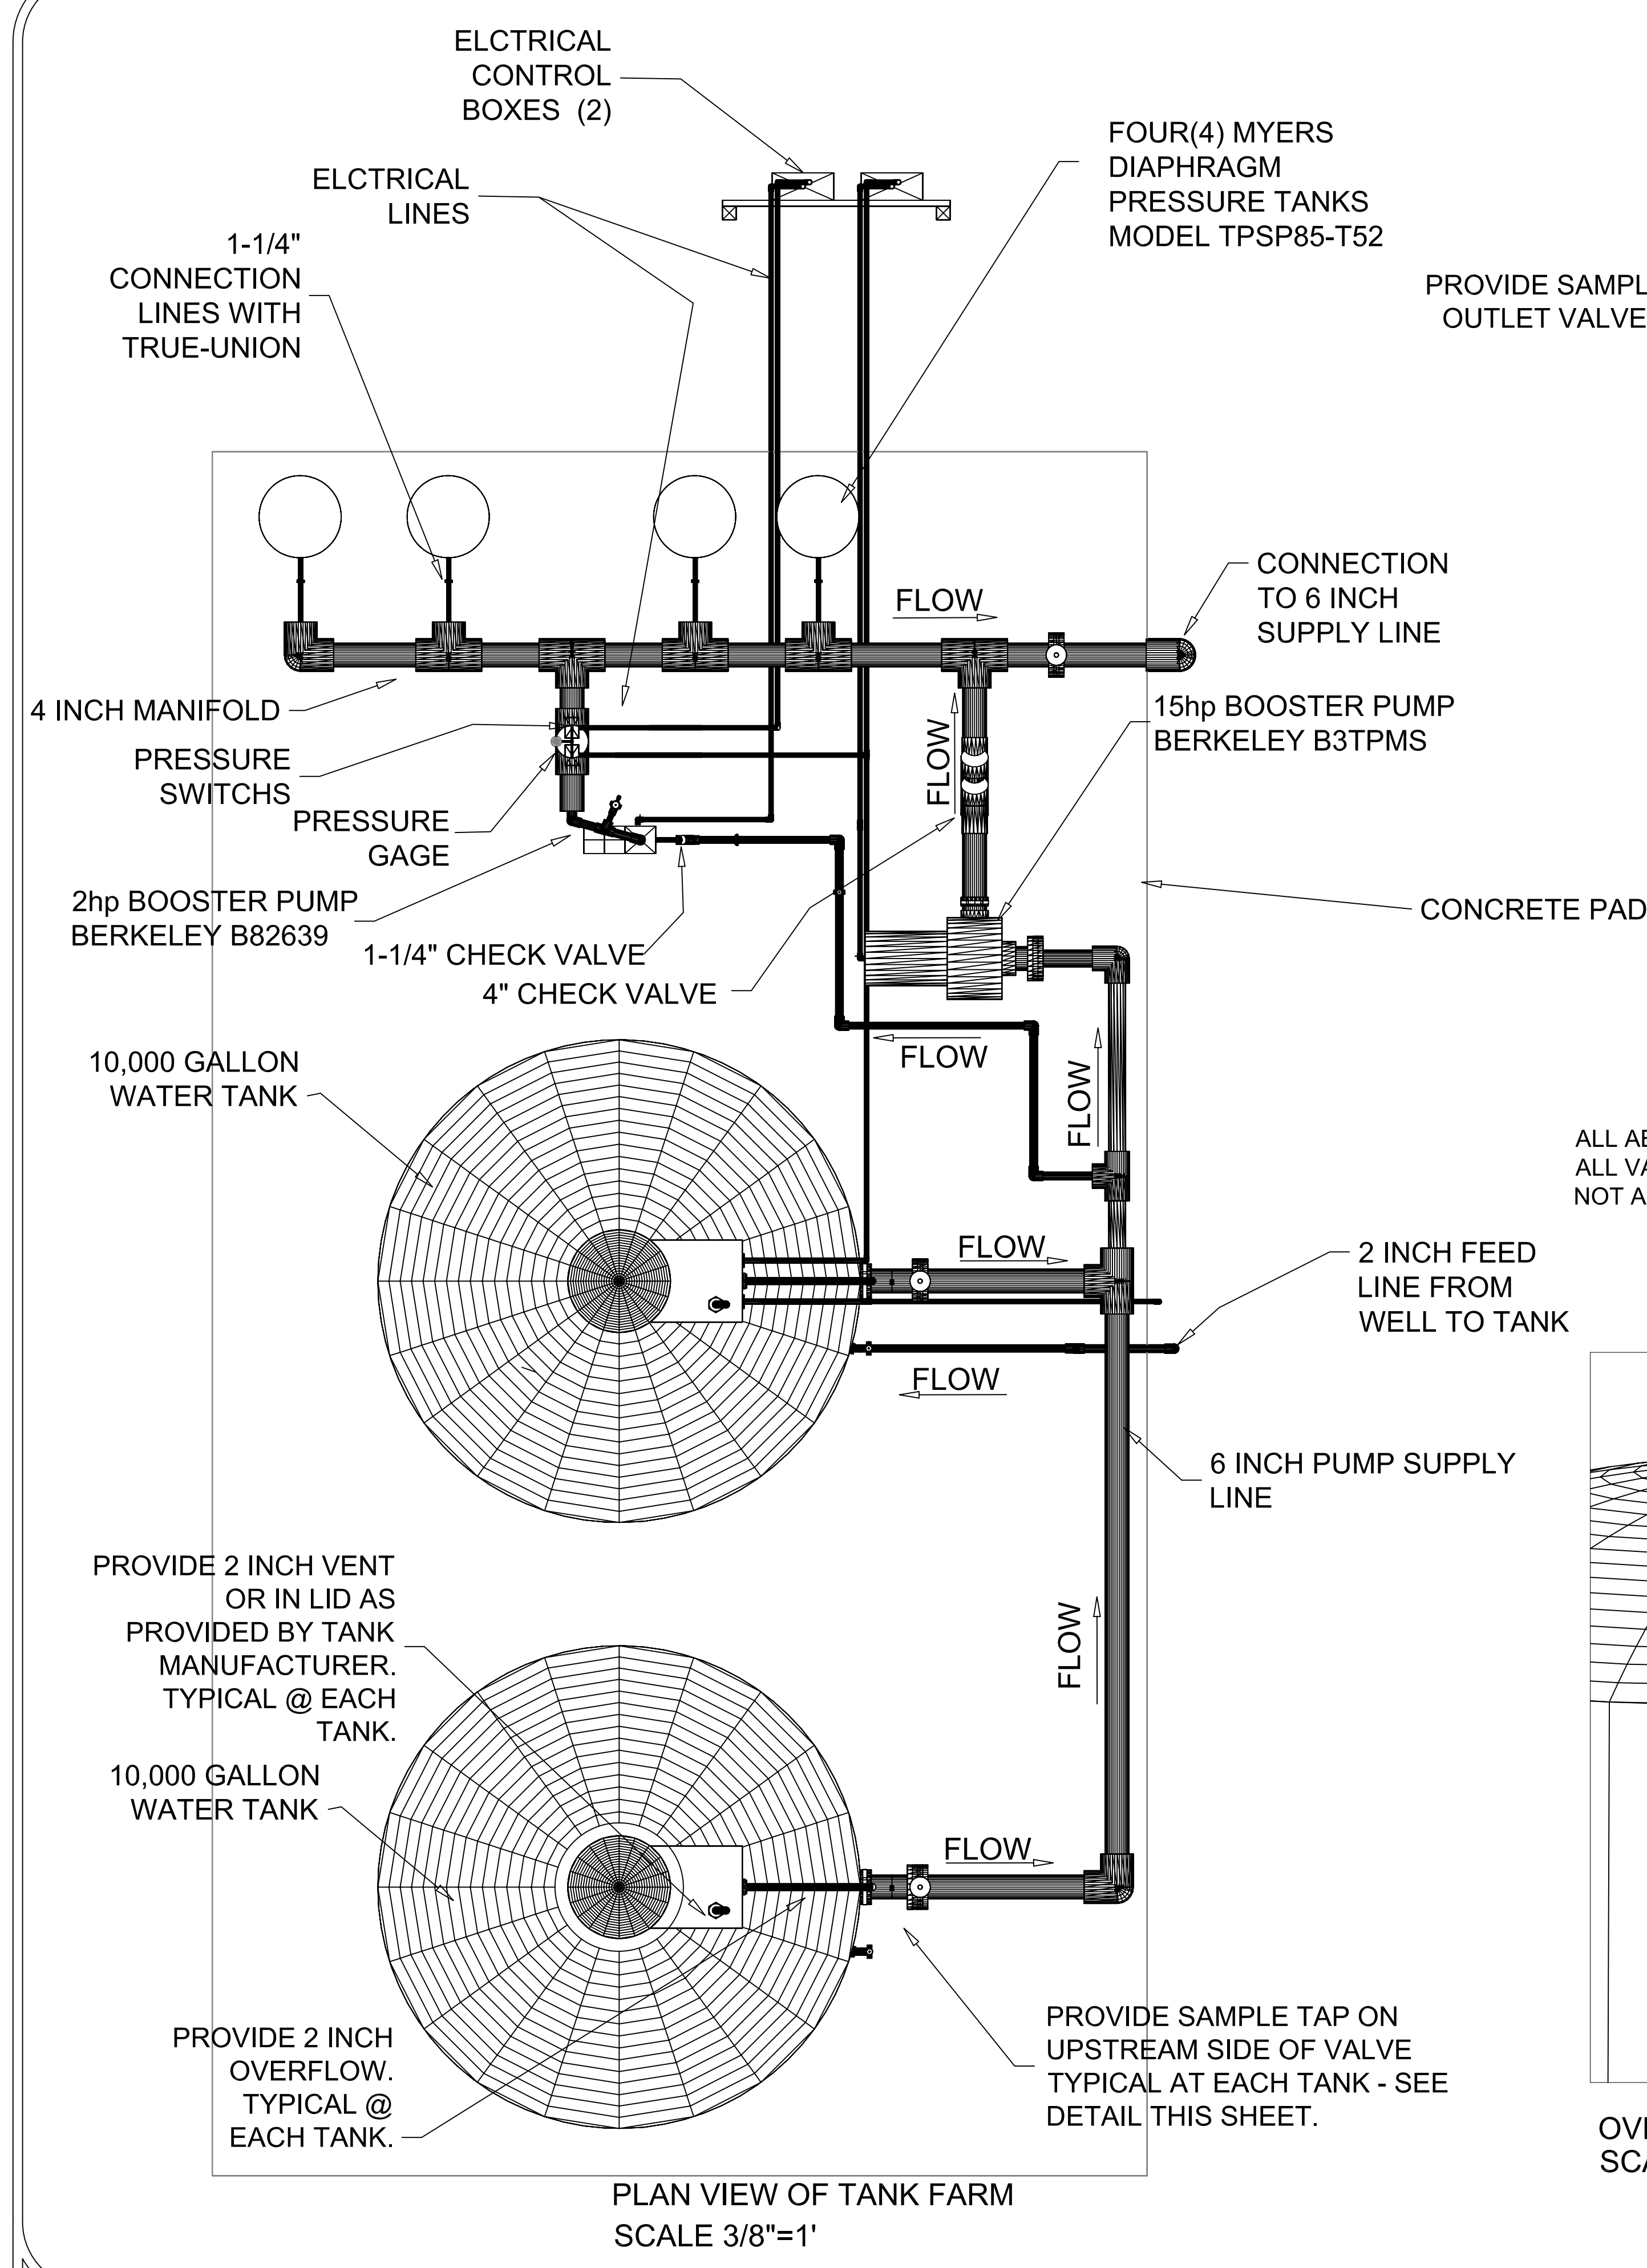 ELCTRICAL
CONTROL
BOXES (2)
FOUR(4) MYERS
DIAPHRAGM
PRESSURE TANKS
MODEL TPSP85-T52
ELCTRICAL
LINES
1-1/4"
CONNECTION
LINES WITH
TRUE-UNION
PROVIDE SAMPL
OUTLET VALVE
FLOW
CONNECTION
TO 6 INCH
SUPPLY LINE
4 INCH MANIFOLD
PRESSURE
SWITCHS
PRESSURE
GAGE
FLOW
15hp BOOSTER PUMP
BERKELEY B3TPMS
2hp BOOSTER PUMP
BERKELEY B82639
1-1/4" CHECK VALVE
4" CHECK VALVE
CONCRETE PAD
FLOW
FLOW
10,000 GALLON
WATER TANK
ALL AB
ALL VA
NOT A
FLOW
2 INCH FEED
LINE FROM
WELL TO TANK
FLOW
6 INCH PUMP SUPPLY
LINE
PROVIDE 2 INCH VENT
OR IN LID AS
PROVIDED BY TANK
MANUFACTURER.
TYPICAL @ EACH
TANK.
FLOW
10,000 GALLON
WATER TANK
FLOW
PROVIDE 2 INCH
OVERFLOW.
TYPICAL @
EACH TANK.
PROVIDE SAMPLE TAP ON
UPSTREAM SIDE OF VALVE
TYPICAL AT EACH TANK - SEE
DETAIL THIS SHEET.
PLAN VIEW OF TANK FARM
SCALE 3/8"=1'